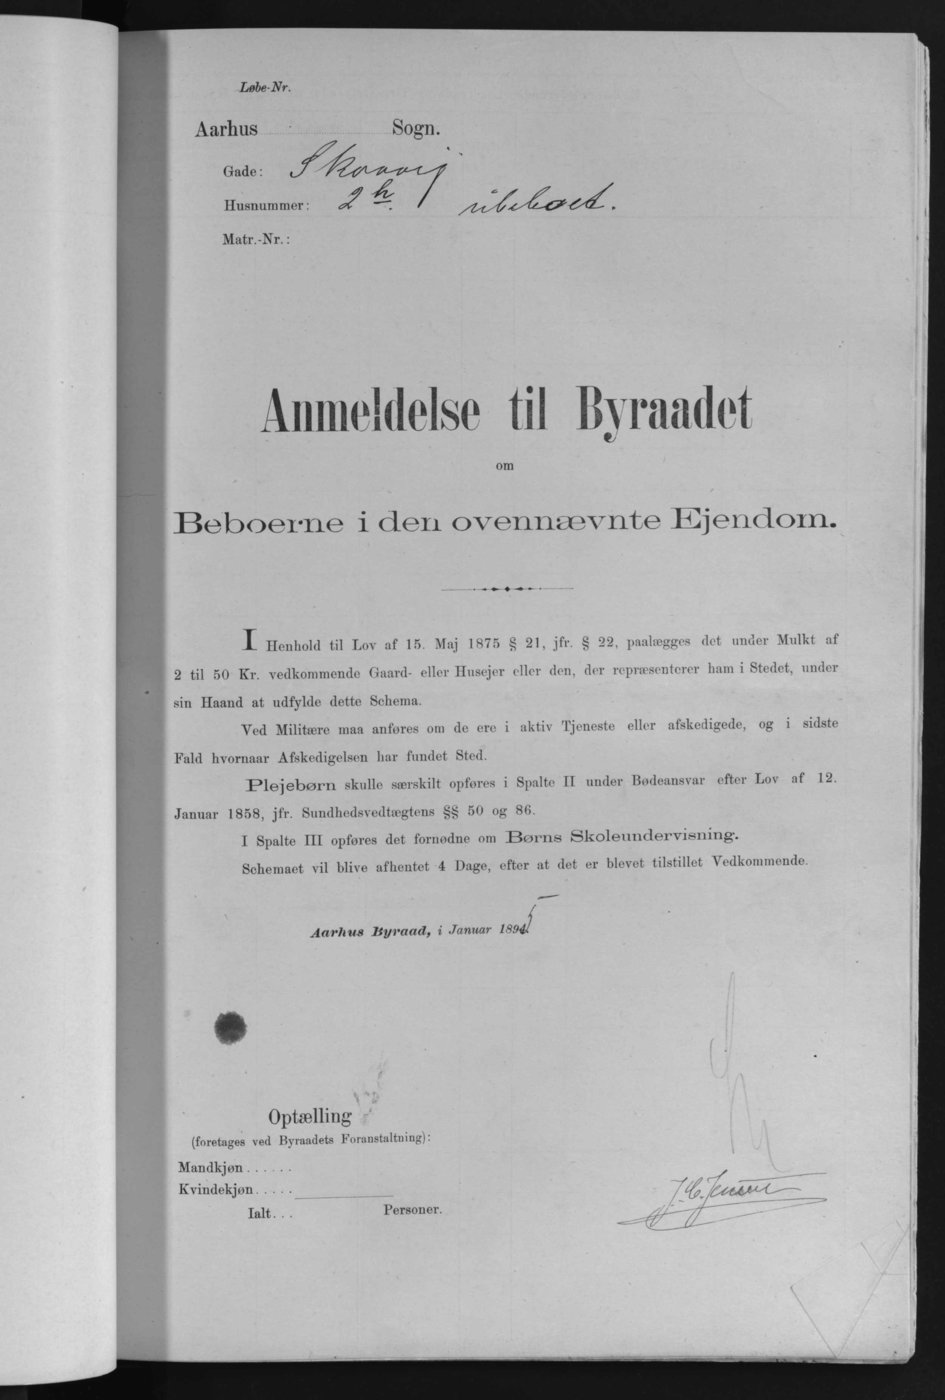 Løbe-Nr.
Aarhus Sogn.
Gade: Skovvej
Husnummer: 2 h. ubeboet.
Matr.-Nr.:
Anmeldelse til Byraadet
om
Beboerne i den ovennævnte Ejendom.
I Henhold til Lov af 15. Maj 1875 § 21, jfr. § 22, paalægges det under Mulkt af
2 til 50 Kr. vedkommende Gaard- eller Husejer eller den, der repræsenterer ham i Stedet, under
sin Haand at udfylde dette Schema.
Ved Militære maa anføres om de ere i aktiv Tjeneste eller afskedigede, og i sidste
Fald hvornaar Afskedigelsen har fundet Sted.
Plejebørn skulle særskilt opføres i Spalte II under Bødeansvar efter Lov af 12.
Januar 1858, jfr. Sundhedsvedtægtens §§ 50 og 86.
I Spalte III opføres det fornødne om Børns Skoleundervisning.
Schemaet vil blive afhentet 4 Dage, efter at det er blevet tilstillet Vedkommende.
Aarhus Byraad, i Januar 1895
Optælling
(foretages ved Byraadets Foranstaltning):
Mandkjøn . . . . . .
Kvindekjøn . . . . .
Ialt . . . Personer.
J. C. Jensen